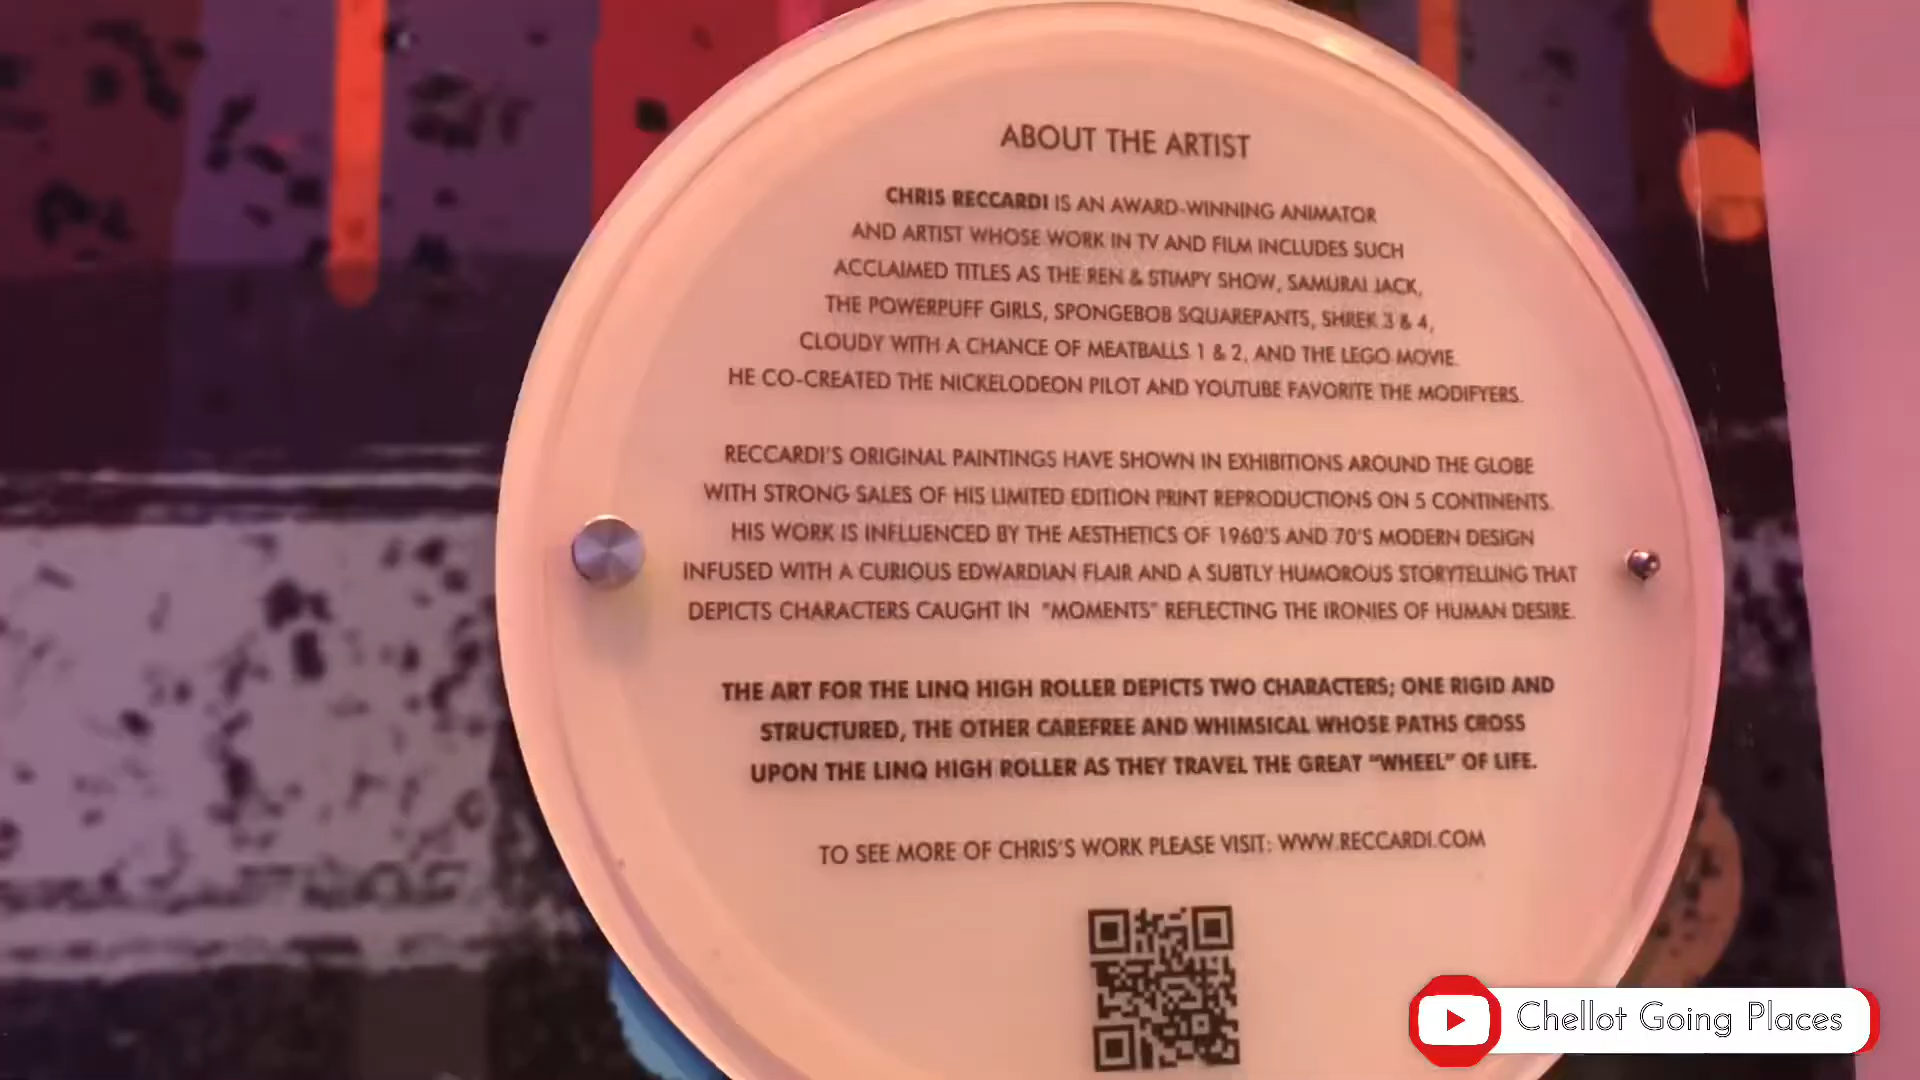 ABOUT THE ARTIST
CHRIS RECCARDI IS AN AWARD-WINNING ANIMATOR
AND ARTIST WHOSE WORK IN TV AND FILM INCLUDES SUCH
ACCLAIMED TITLES AS THE REN & STIMPY SHOW, SAMURAI JACK,
THE POWERPUFF GIRLS, SPONGEBOB SQUAREPANTS, SHREK 3 & 4,
CLOUDY WITH A CHANCE OF MEATBALLS 1 & 2, AND THE LEGO MOVIE.
HE CO-CREATED THE NICKELODEON PILOT AND YOUTUBE FAVORITE THE MODIFYERS.
RECCARDI'S ORIGINAL PAINTINGS HAVE SHOWN IN EXHIBITIONS AROUND THE GLOBE
WITH STRONG SALES OF HIS LIMITED EDITION PRINT REPRODUCTIONS ON 5 CONTINENTS.
HIS WORK IS INFLUENCED BY THE AESTHETICS OF 1960'S AND 70'S MODERN DESIGN
INFUSED WITH A CURIOUS EDWARDIAN FLAIR AND A SUBTLY HUMOROUS STORYTELLING THAT
DEPICTS CHARACTERS CAUGHT IN "MOMENTS" REFLECTING THE IRONIES OF HUMAN DESIRE.
THE ART FOR THE LINQ HIGH ROLLER DEPICTS TWO CHARACTERS; ONE RIGID AND
STRUCTURED, THE OTHER CAREFREE AND WHIMSICAL WHOSE PATHS CROSS
UPON THE LINQ HIGH ROLLER AS THEY TRAVEL THE GREAT "WHEEL" OF LIFE.
TO SEE MORE OF CHRIS'S WORK PLEASE VISIT: WWW.RECCARDI.COM
Chellot Going Places